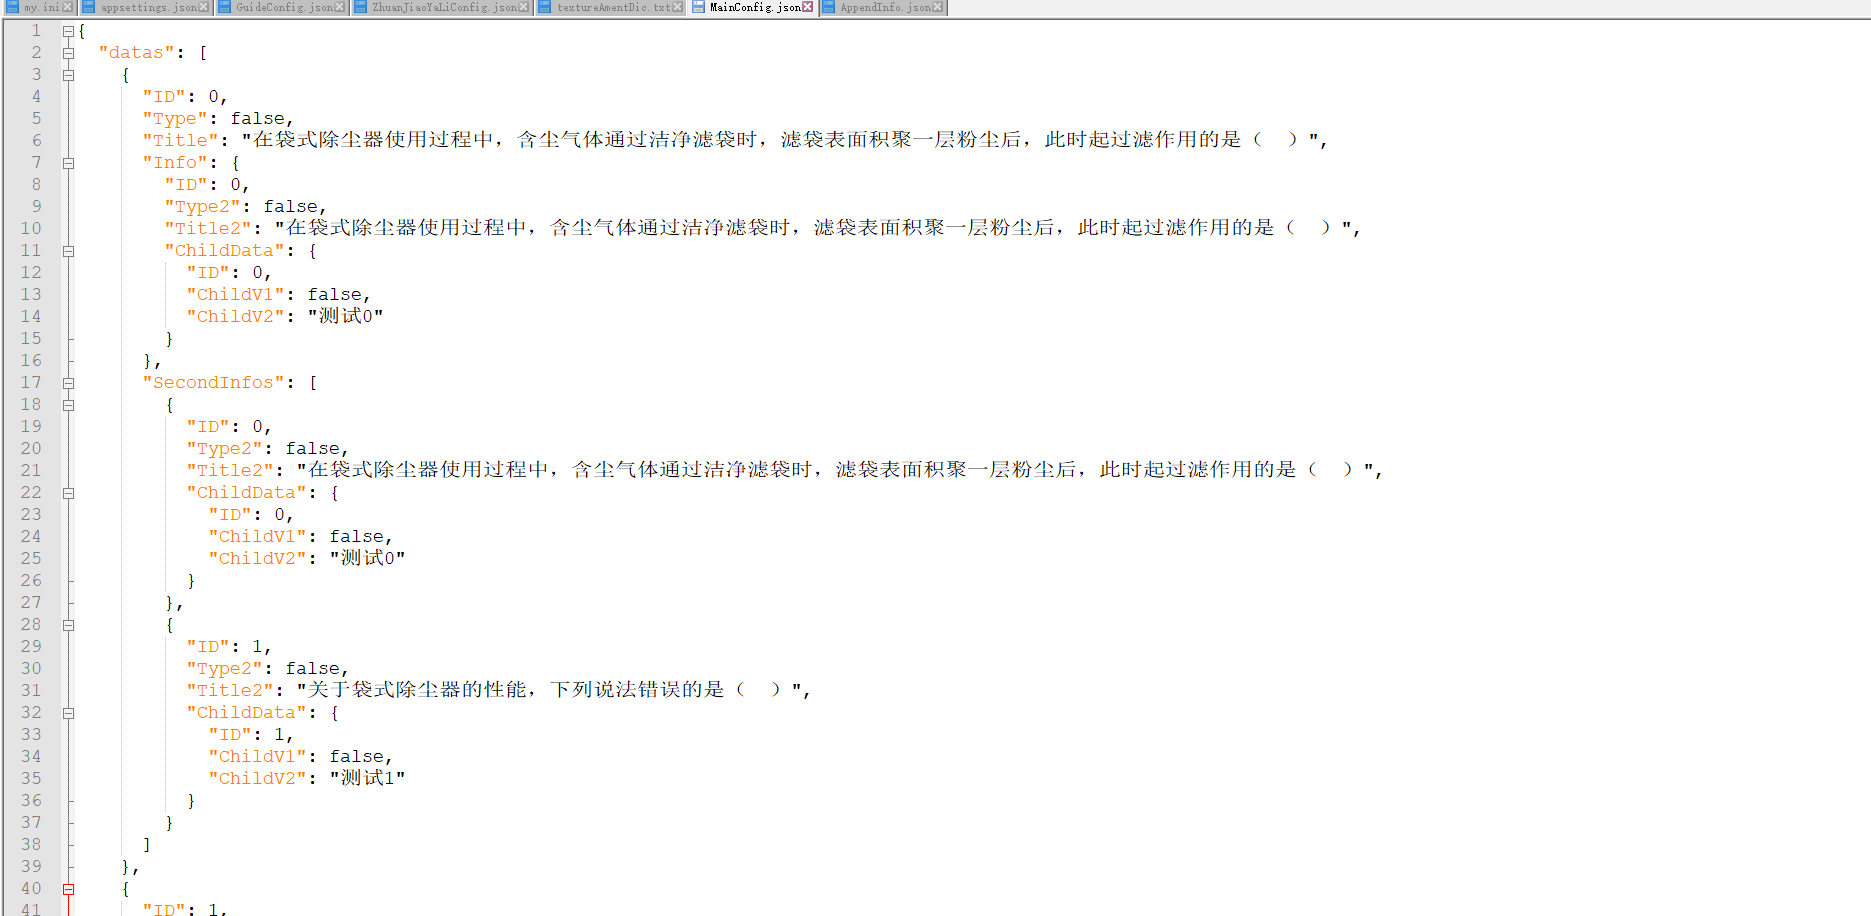 my.ini appsettings.json GuideConfig.json ZhuanJiaoYaLiConfig.json textureAmentDic.txt MainConfig.json AppendInfo.json
1 {
2 "datas": [
3 {
4 "ID": 0,
5 "Type": false,
6 "Title": "在袋式除尘器使用过程中，含尘气体通过洁净滤袋时，滤袋表面积聚一层粉尘后，此时起过滤作用的是（ ）",
7 "Info": {
8 "ID": 0,
9 "Type2": false,
10 "Title2": "在袋式除尘器使用过程中，含尘气体通过洁净滤袋时，滤袋表面积聚一层粉尘后，此时起过滤作用的是（ ）",
11 "ChildData": {
12 "ID": 0,
13 "ChildV1": false,
14 "ChildV2": "测试0"
15 }
16 },
17 "SecondInfos": [
18 {
19 "ID": 0,
20 "Type2": false,
21 "Title2": "在袋式除尘器使用过程中，含尘气体通过洁净滤袋时，滤袋表面积聚一层粉尘后，此时起过滤作用的是（ ）",
22 "ChildData": {
23 "ID": 0,
24 "ChildV1": false,
25 "ChildV2": "测试0"
26 }
27 },
28 {
29 "ID": 1,
30 "Type2": false,
31 "Title2": "关于袋式除尘器的性能，下列说法错误的是（ ）",
32 "ChildData": {
33 "ID": 1,
34 "ChildV1": false,
35 "ChildV2": "测试1"
36 }
37 }
38 ]
39 },
40 {
41 "ID": 1,